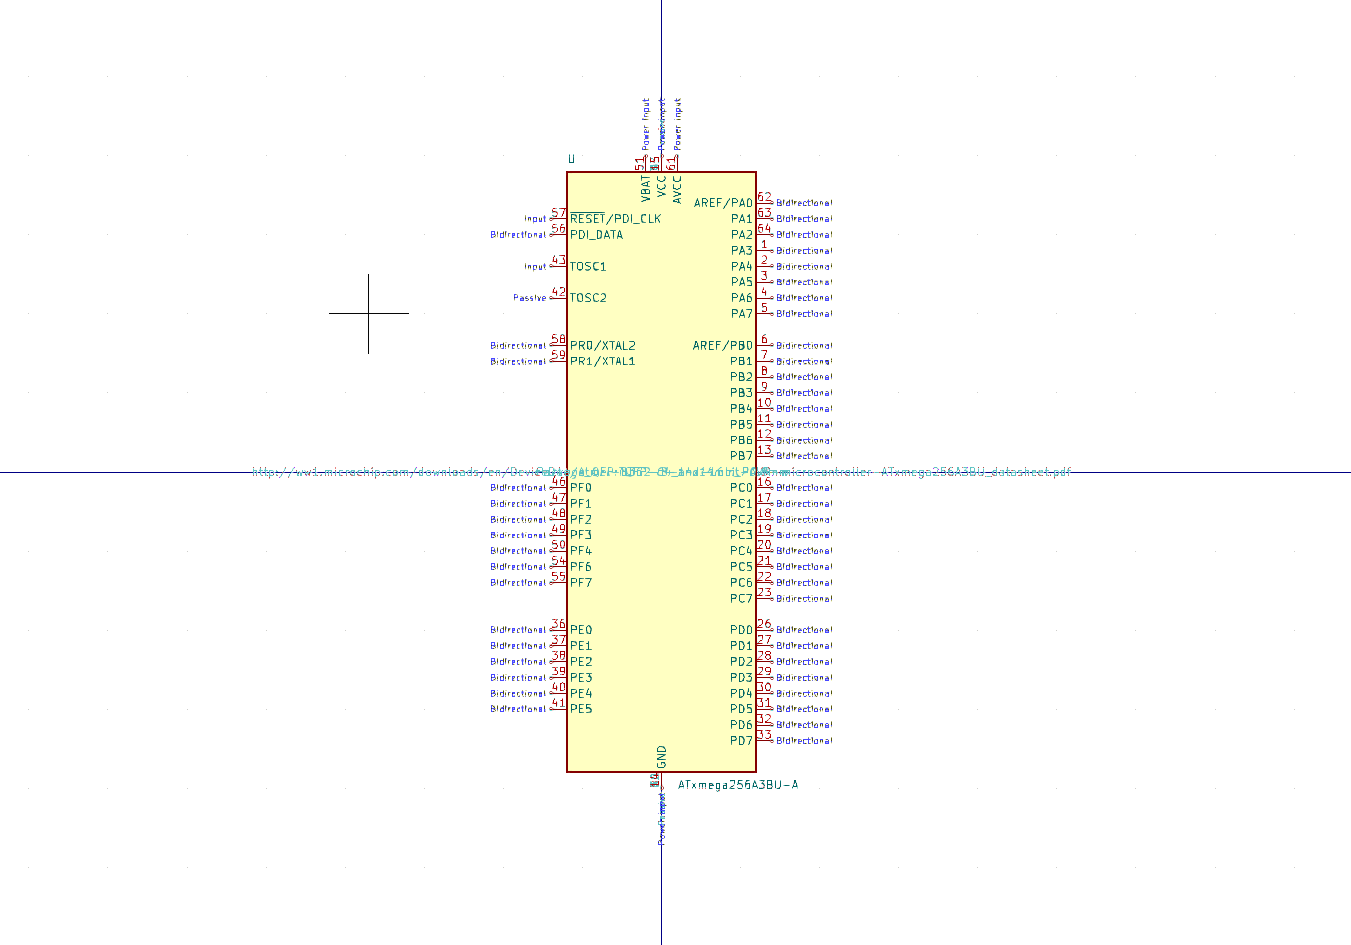 Power Input
Power input
51
61
VBAT
VCC
AVCC
62
AREF/PA0 Bidirectional
57 63
Input RESET/PDI_CLK PA1 Bidirectional
56 64
Bidirectional PDI_DATA PA2 Bidirectional
1
PA3 Bidirectional
43 2
Input TOSC1 PA4 Bidirectional
3
PA5 Bidirectional
42 4
Passive TOSC2 PA6 Bidirectional
5
PA7 Bidirectional
58 6
Bidirectional PR0/XTAL2 AREF/PB0 Bidirectional
59 7
Bidirectional PR1/XTAL1 PB1 Bidirectional
8
PB2 Bidirectional
9
PB3 Bidirectional
10
PB4 Bidirectional
11
PB5 Bidirectional
12
PB6 Bidirectional
13
PB7 Bidirectional
http://ww1.microchip.com/downloads/en/ microcontroller-ATxmega256A3BU_datasheet.pdf
46 16
Bidirectional PF0 PC0 Bidirectional
47 17
Bidirectional PF1 PC1 Bidirectional
48 18
Bidirectional PF2 PC2 Bidirectional
49 19
Bidirectional PF3 PC3 Bidirectional
50 20
Bidirectional PF4 PC4 Bidirectional
54 21
Bidirectional PF6 PC5 Bidirectional
55 22
Bidirectional PF7 PC6 Bidirectional
23
PC7 Bidirectional
36 26
Bidirectional PE0 PD0 Bidirectional
37 27
Bidirectional PE1 PD1 Bidirectional
38 28
Bidirectional PE2 PD2 Bidirectional
39 29
Bidirectional PE3 PD3 Bidirectional
40 30
Bidirectional PE4 PD4 Bidirectional
41 31
Bidirectional PE5 PD5 Bidirectional
32
PD6 Bidirectional
33
PD7 Bidirectional
GND
ATxmega256A3BU-A